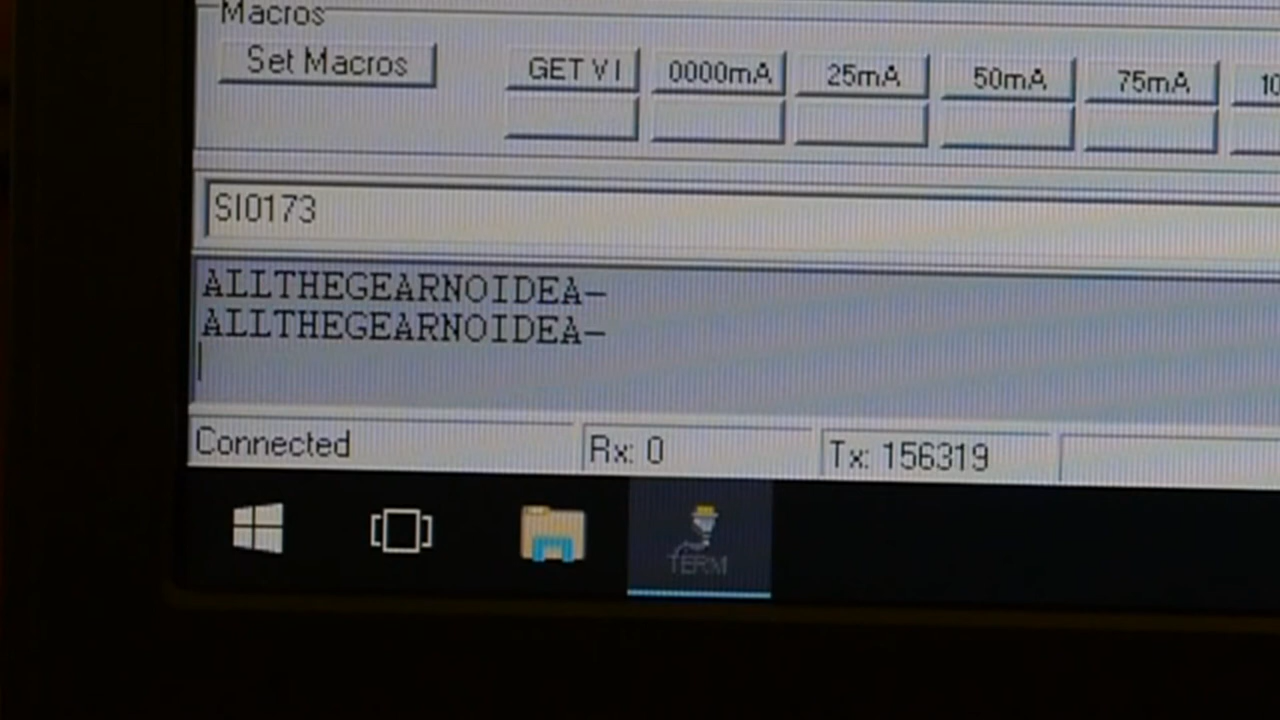 Macros
Set Macros
GET V I
0000mA
25mA
50mA
75mA
SI0173
ALLTHEGEARNOIDEA-
ALLTHEGEARNOIDEA-
Connected
Rx: 0
Tx: 156319
TERM